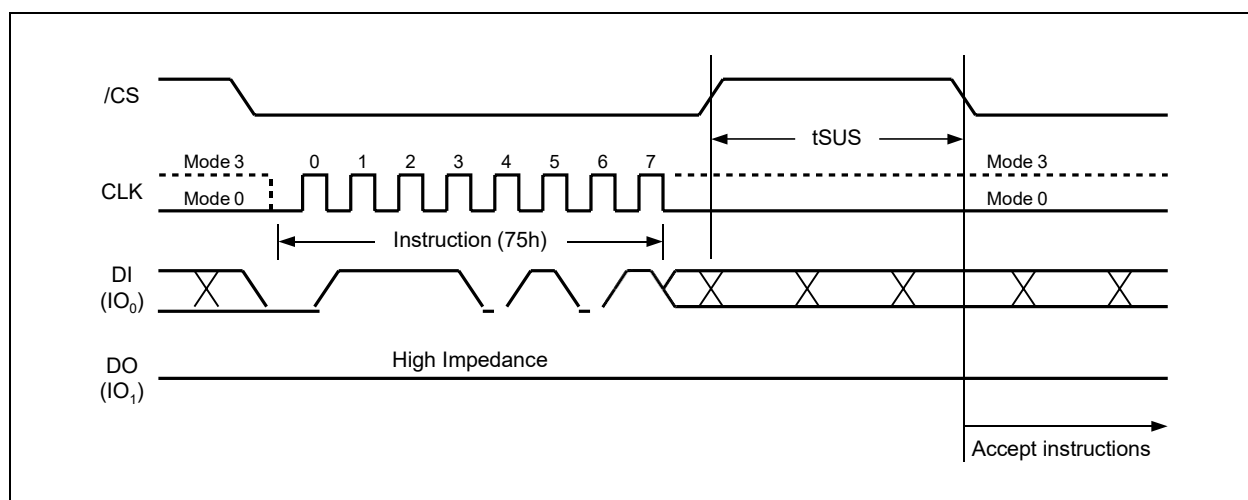 /CS
tSUS
Mode 3 0 1 2 3 4 5 6 7 Mode 3
CLK
Mode 0 Mode 0
Instruction (75h)
DI
(IO0)
High Impedance
DO
(IO1)
Accept instructions